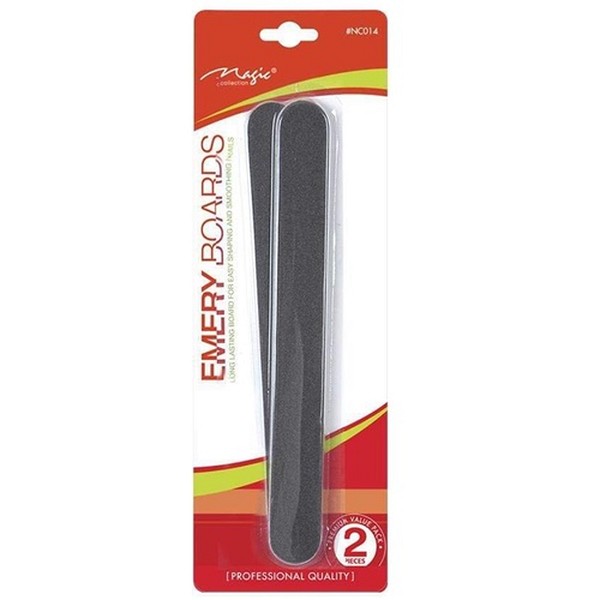 #NC014
Magic®
collection
EMERY BOARDS
LONG LASTING BOARD FOR EASY SHAPING AND SMOOTHING NAILS
PREMIUM VALUE PACK
2
PIECES
[PROFESSIONAL QUALITY]